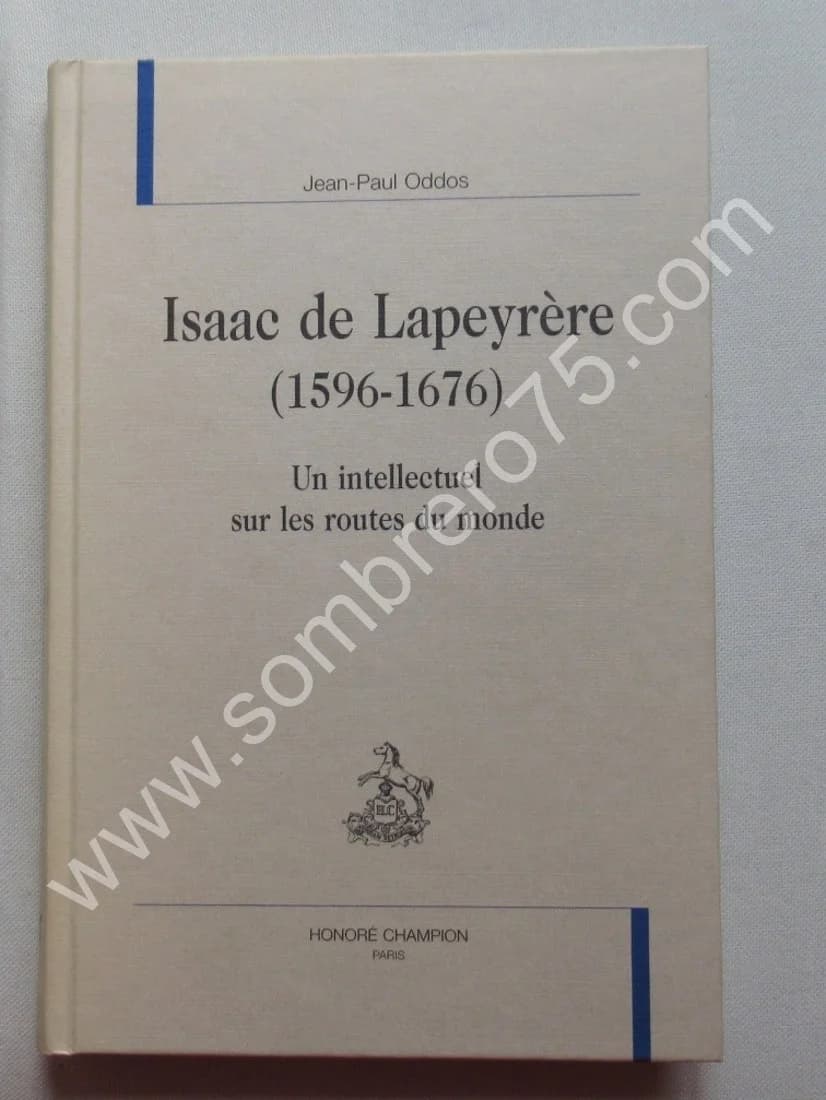 Jean-Paul Oddos
Isaac de Lapeyrère
(1596-1676)
Un intellectuel
sur les routes du monde
H.C
HONORÉ CHAMPION
PARIS
www.sombrero75.com